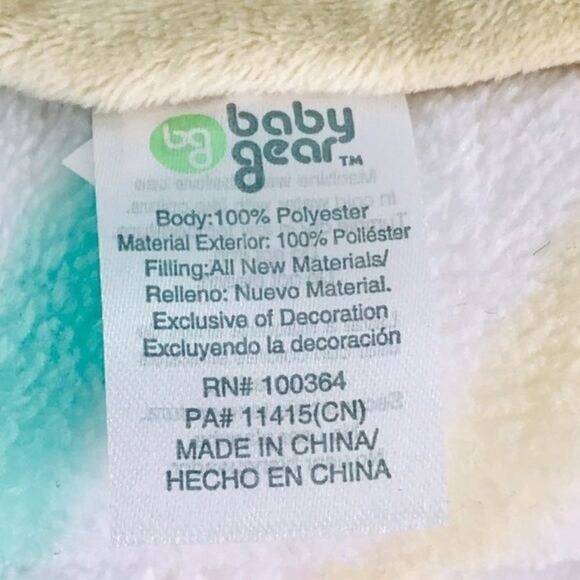 bg baby
gear™
Body:100% Polyester
Material Exterior: 100% Poliéster
Filling:All New Materials/
Relleno: Nuevo Material.
Exclusive of Decoration
Excluyendo la decoración
RN# 100364
PA# 11415(CN)
MADE IN CHINA/
HECHO EN CHINA